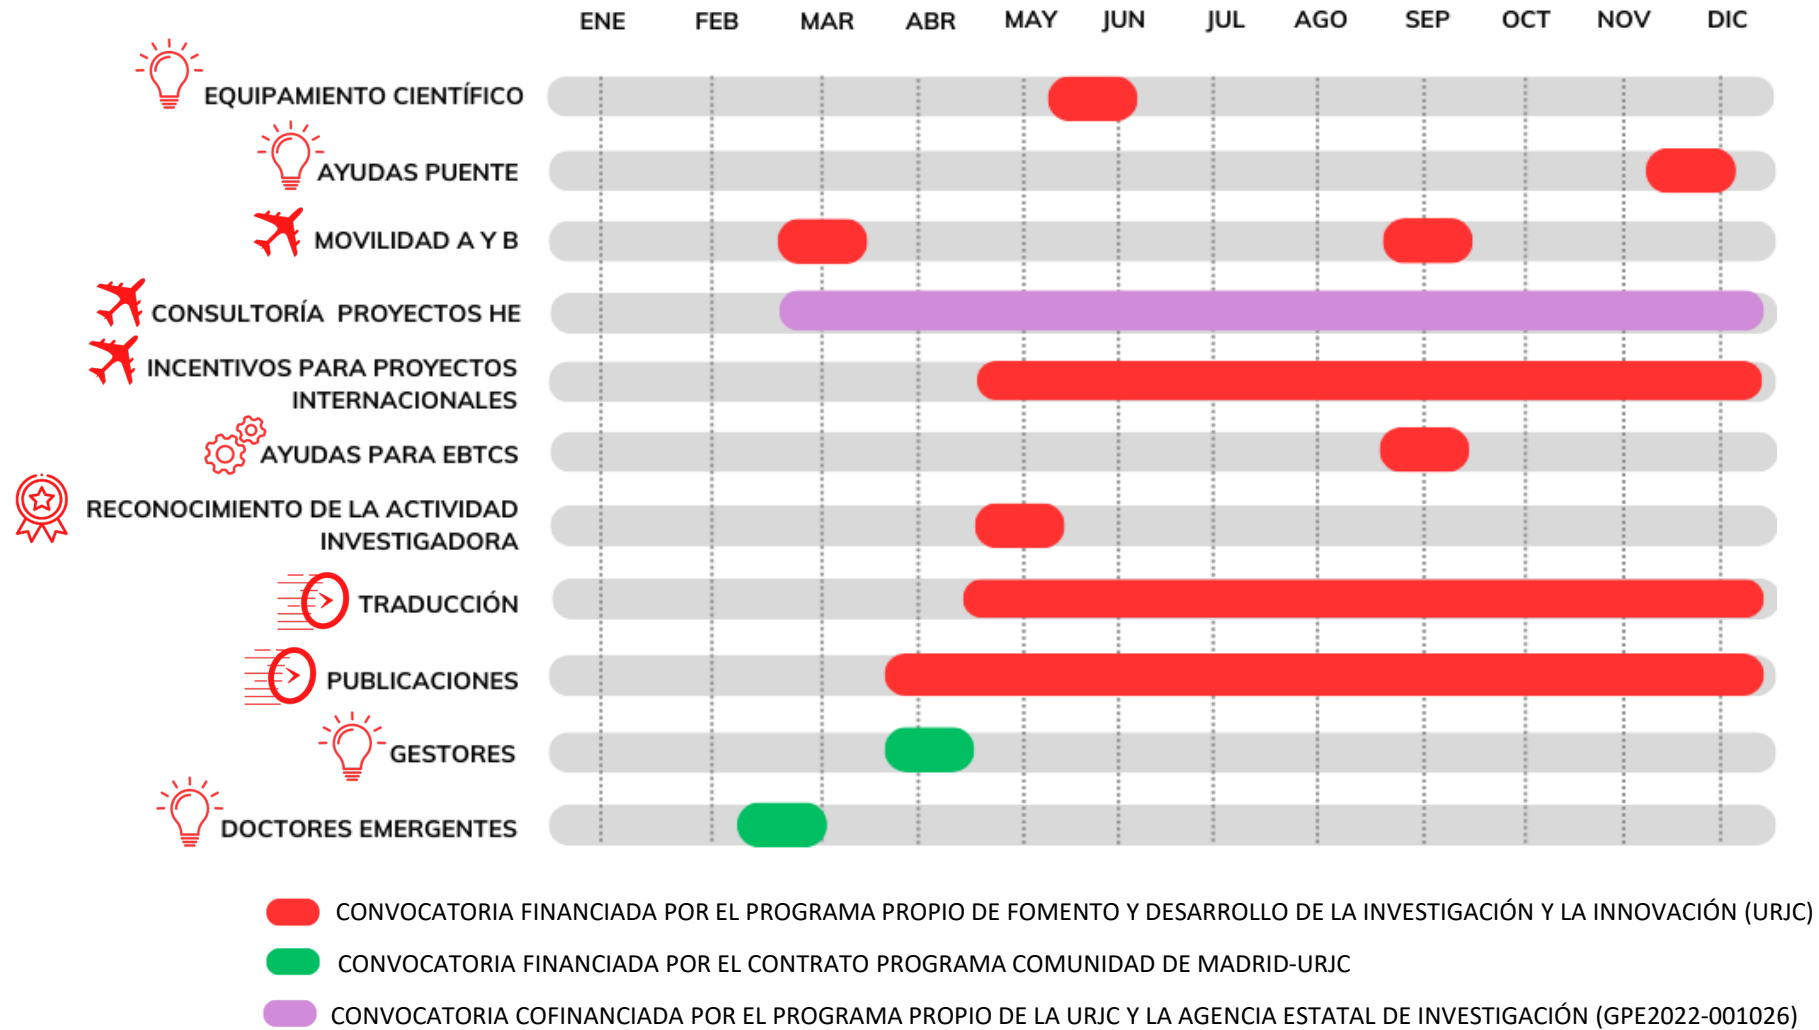 ENE FEB MAR ABR MAY JUN JUL AGO SEP OCT NOV DIC
EQUIPAMIENTO CIENTÍFICO
AYUDAS PUENTE
MOVILIDAD A Y B
CONSULTORÍA PROYECTOS HE
INCENTIVOS PARA PROYECTOS
INTERNACIONALES
AYUDAS PARA EBTCS
RECONOCIMIENTO DE LA ACTIVIDAD
INVESTIGADORA
TRADUCCIÓN
PUBLICACIONES
GESTORES
DOCTORES EMERGENTES
CONVOCATORIA FINANCIADA POR EL PROGRAMA PROPIO DE FOMENTO Y DESARROLLO DE LA INVESTIGACIÓN Y LA INNOVACIÓN (URJC)
CONVOCATORIA FINANCIADA POR EL CONTRATO PROGRAMA COMUNIDAD DE MADRID-URJC
CONVOCATORIA COFINANCIADA POR EL PROGRAMA PROPIO DE LA URJC Y LA AGENCIA ESTATAL DE INVESTIGACIÓN (GPE2022-001026)